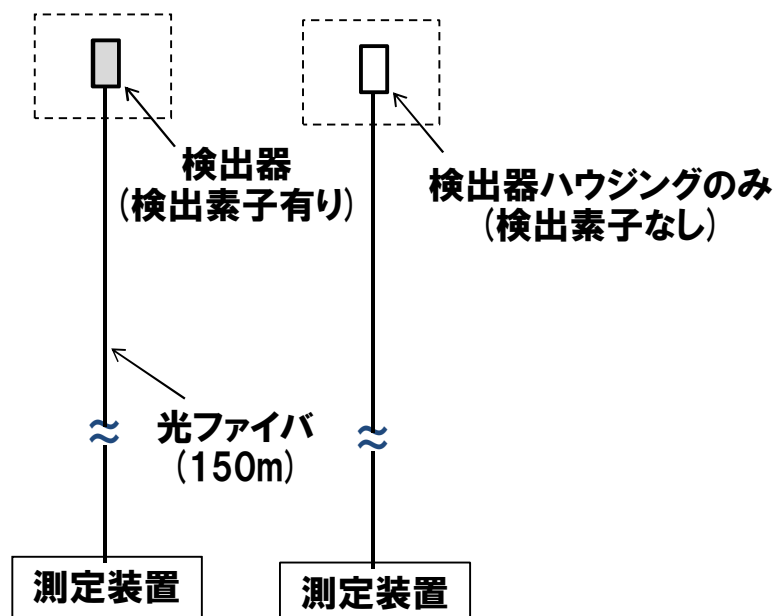 検出器
(検出素子有り)
検出器ハウジングのみ
(検出素子なし)
光ファイバ
(150m)
測定装置
測定装置